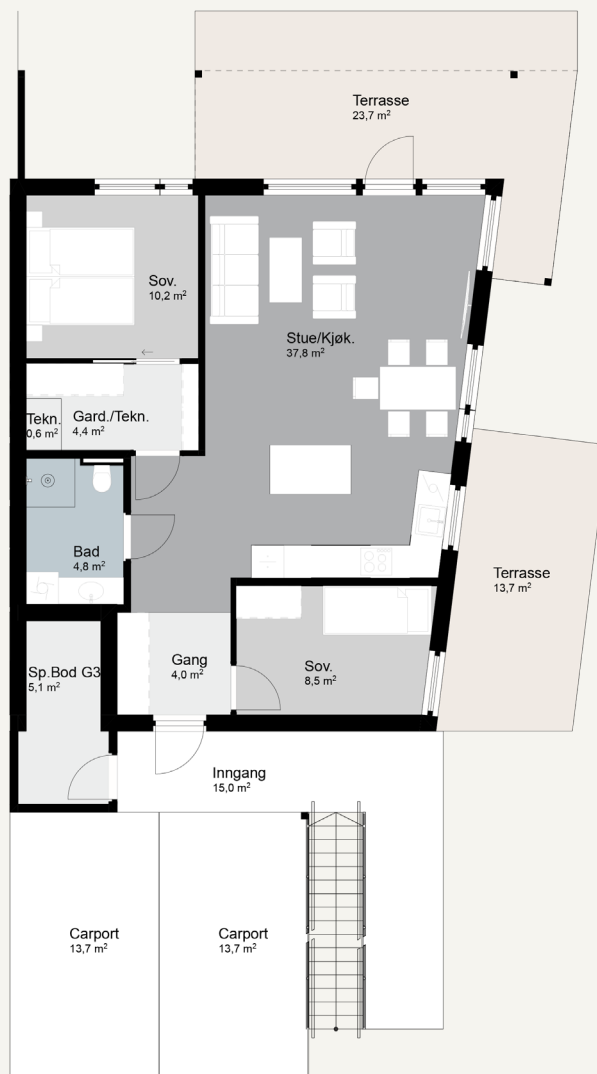 Terrasse
23,7 m²
Sov.
10,2 m²
Stue/Kjøk.
37,8 m²
Tekn.
0,6 m²
Gard./Tekn.
4,4 m²
Bad
4,8 m²
Terrasse
13,7 m²
Sp.Bod G3
5,1 m²
Gang
4,0 m²
Sov.
8,5 m²
Inngang
15,0 m²
Carport
13,7 m²
Carport
13,7 m²